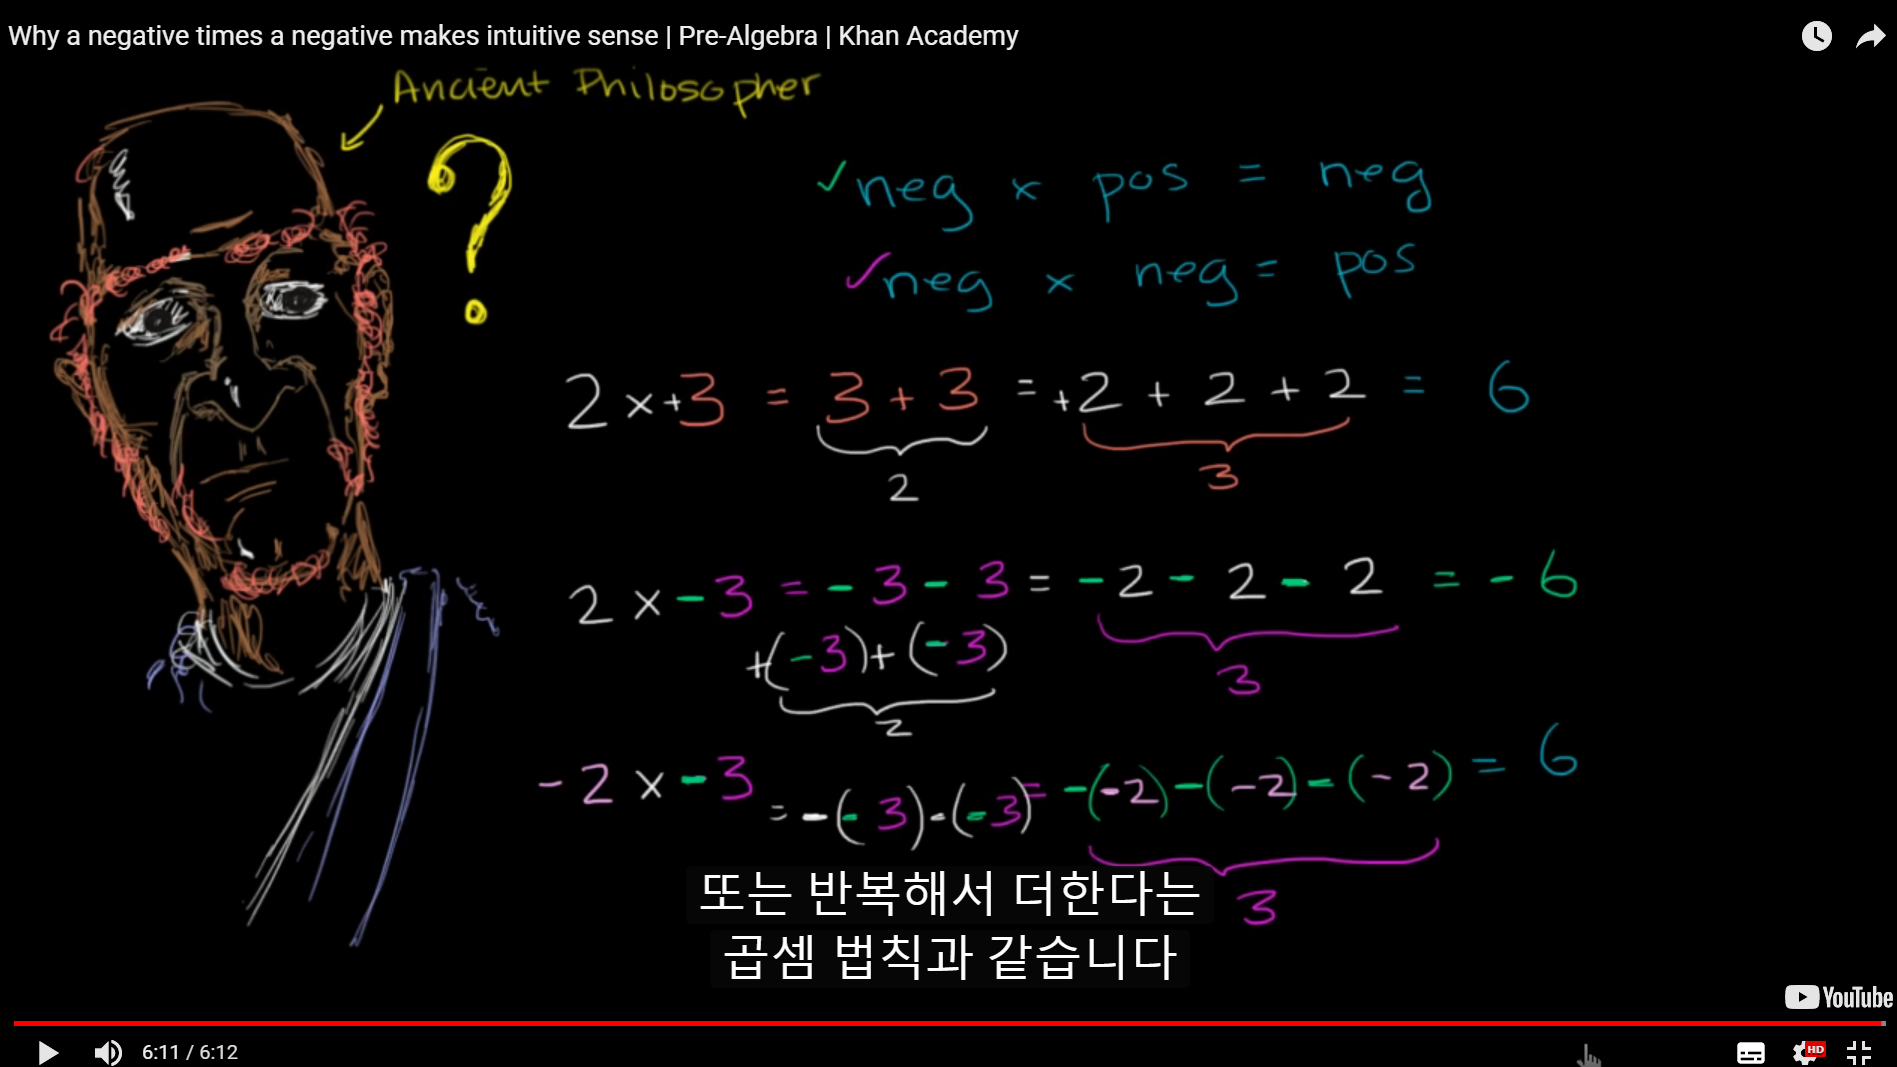 Why a negative times a negative makes intuitive sense | Pre-Algebra | Khan Academy
Ancient Philosopher
?
✓neg x pos = neg
✓neg x neg = pos
2 x +3 = 3 + 3 = +2 + 2 + 2 = 6
2
3
2 x -3 = -3 - 3 = -2 - 2 - 2 = -6
+(-3)+(-3)
3
2
-2 x -3 = -(-3)-(-3) = -(-2)-(-2)-(-2) = 6
3
또는 반복해서 더한다는
곱셈 법칙과 같습니다
YouTube
6:11 / 6:12
HD